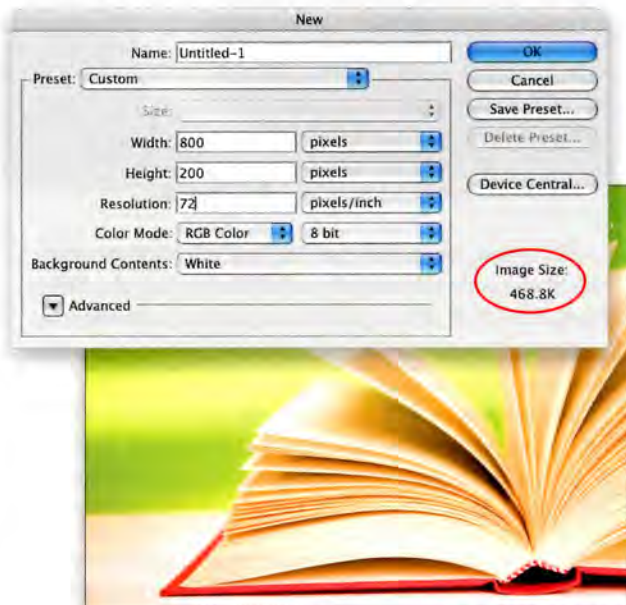 New
Name: Untitled-1
OK
Preset: Custom
Cancel
Size:
Save Preset...
Width: 800 pixels
Delete Preset...
Height: 200 pixels
Device Central...
Resolution: 72 pixels/inch
Color Mode: RGB Color 8 bit
Background Contents: White
Image Size:
468.8K
Advanced